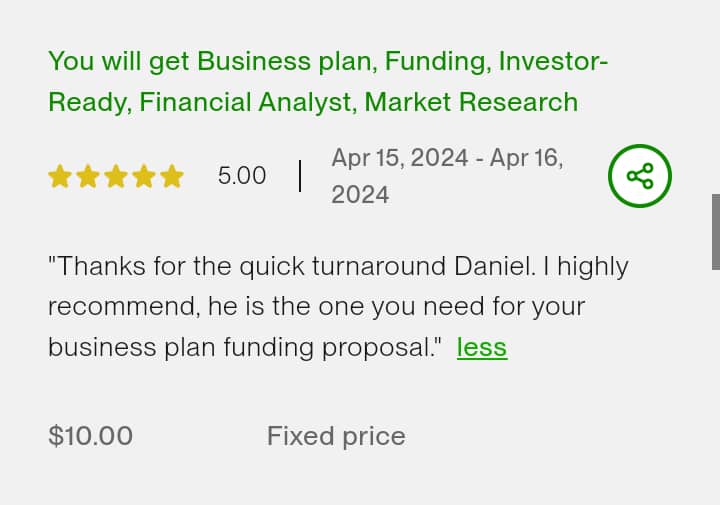 You will get Business plan, Funding, Investor-
Ready, Financial Analyst, Market Research
5.00
Apr 15, 2024 - Apr 16,
2024
"Thanks for the quick turnaround Daniel. I highly
recommend, he is the one you need for your
business plan funding proposal." less
$10.00 Fixed price